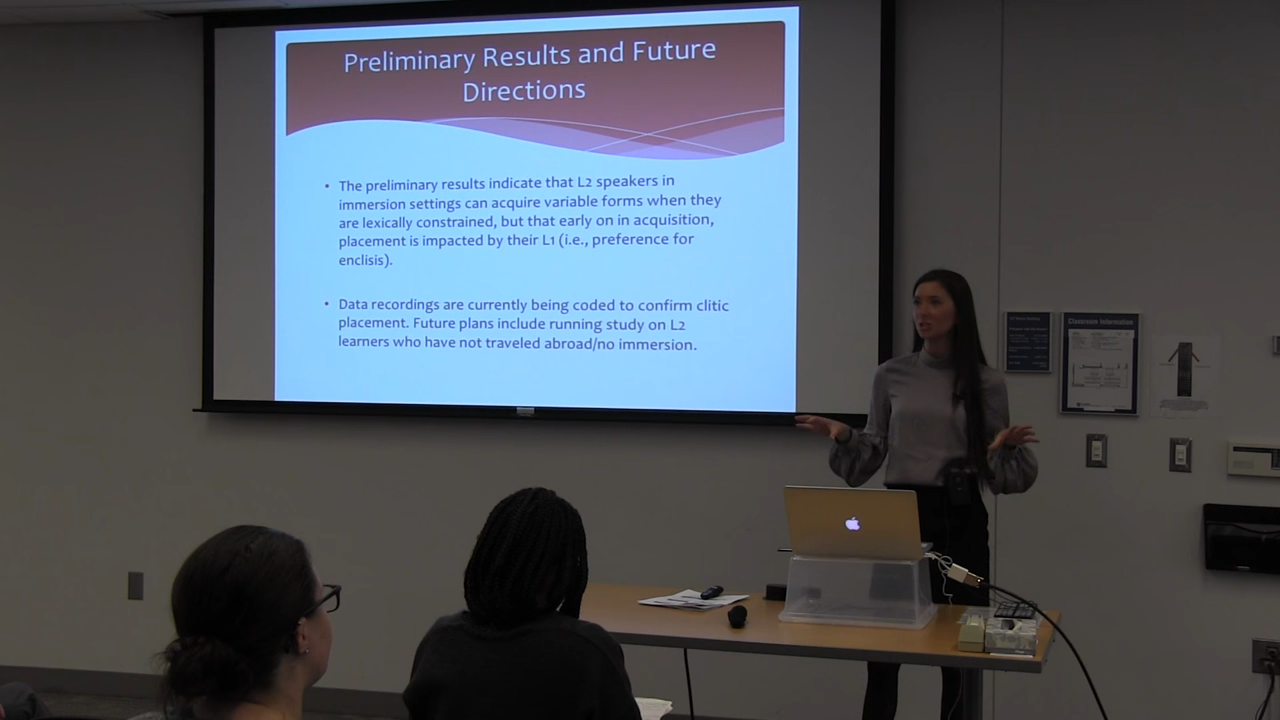 Preliminary Results and Future
Directions
• The preliminary results indicate that L2 speakers in
immersion settings can acquire variable forms when they
are lexically constrained, but that early on in acquisition,
placement is impacted by their L1 (i.e., preference for
enclisis).
• Data recordings are currently being coded to confirm clitic
placement. Future plans include running study on L2
learners who have not traveled abroad/no immersion.
Classroom Information